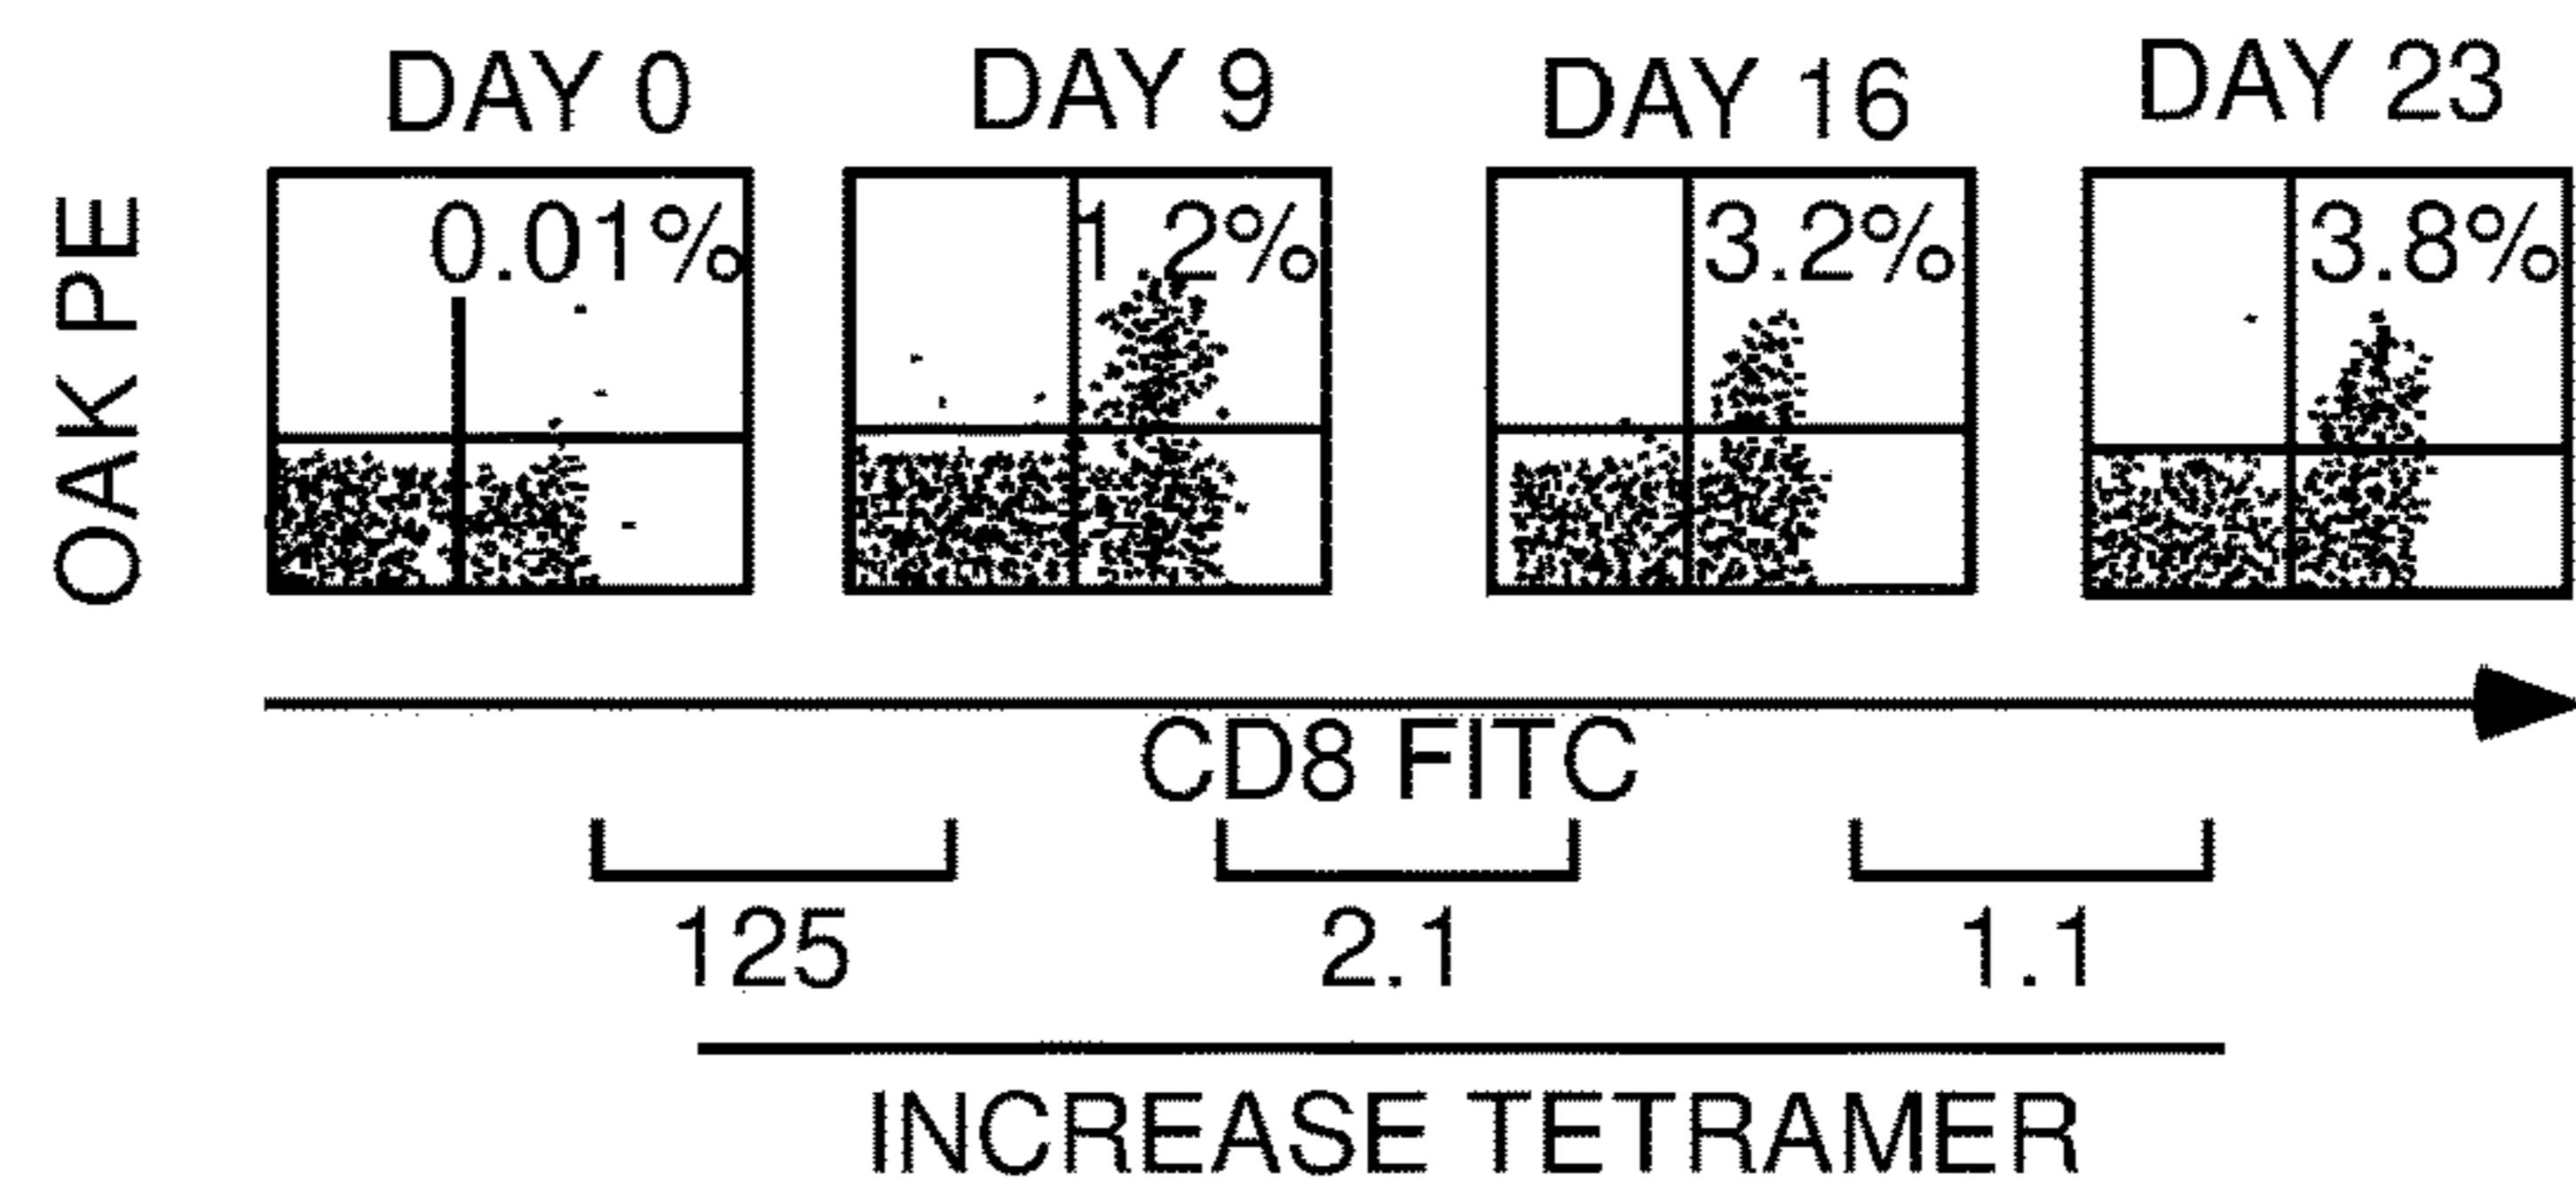 DAY 0 DAY 9 DAY 16 DAY 23
OAK PE
0.01% 1.2% 3.2% 3.8%
CD8 FITC
125 2.1 1.1
INCREASE TETRAMER